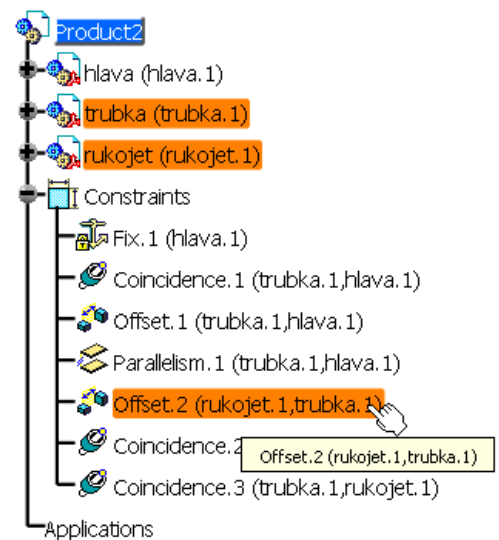 Product2
hlava (hlava.1)
trubka (trubka.1)
rukojet (rukojet.1)
Constraints
Fix.1 (hlava.1)
Coincidence.1 (trubka.1,hlava.1)
Offset.1 (trubka.1,hlava.1)
Parallelism.1 (trubka.1,hlava.1)
Offset.2 (rukojet.1,trubka.1)
Coincidence.2
Offset.2 (rukojet.1,trubka.1)
Coincidence.3 (trubka.1,rukojet.1)
Applications